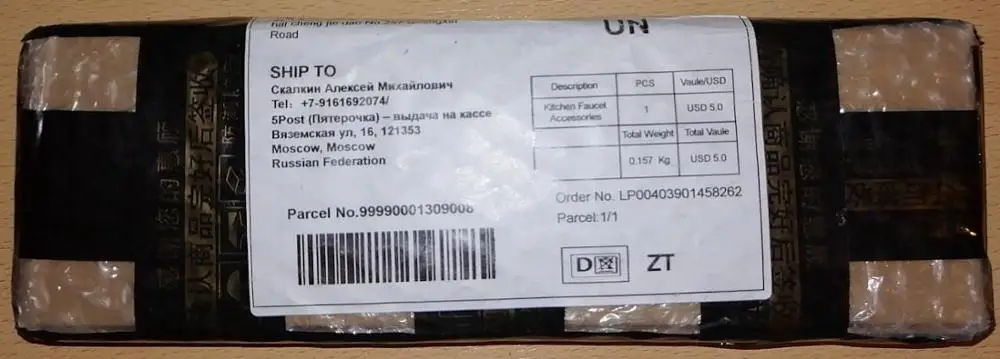 Road
UN
SHIP TO
Скалкин Алексей Михайлович
Tel: +7-9161692074/
5Post (Пятерочка) – выдача на кассе
Вяземская ул, 16, 121353
Moscow, Moscow
Russian Federation
Description PCS Vaule/USD
Kitchen Faucet Accessories 1 USD 5.0
Total Weight Total Vaule
0.157 Kg USD 5.0
Order No. LP00403901458262
Parcel No.99990001309008
Parcel:1/1
D ZT